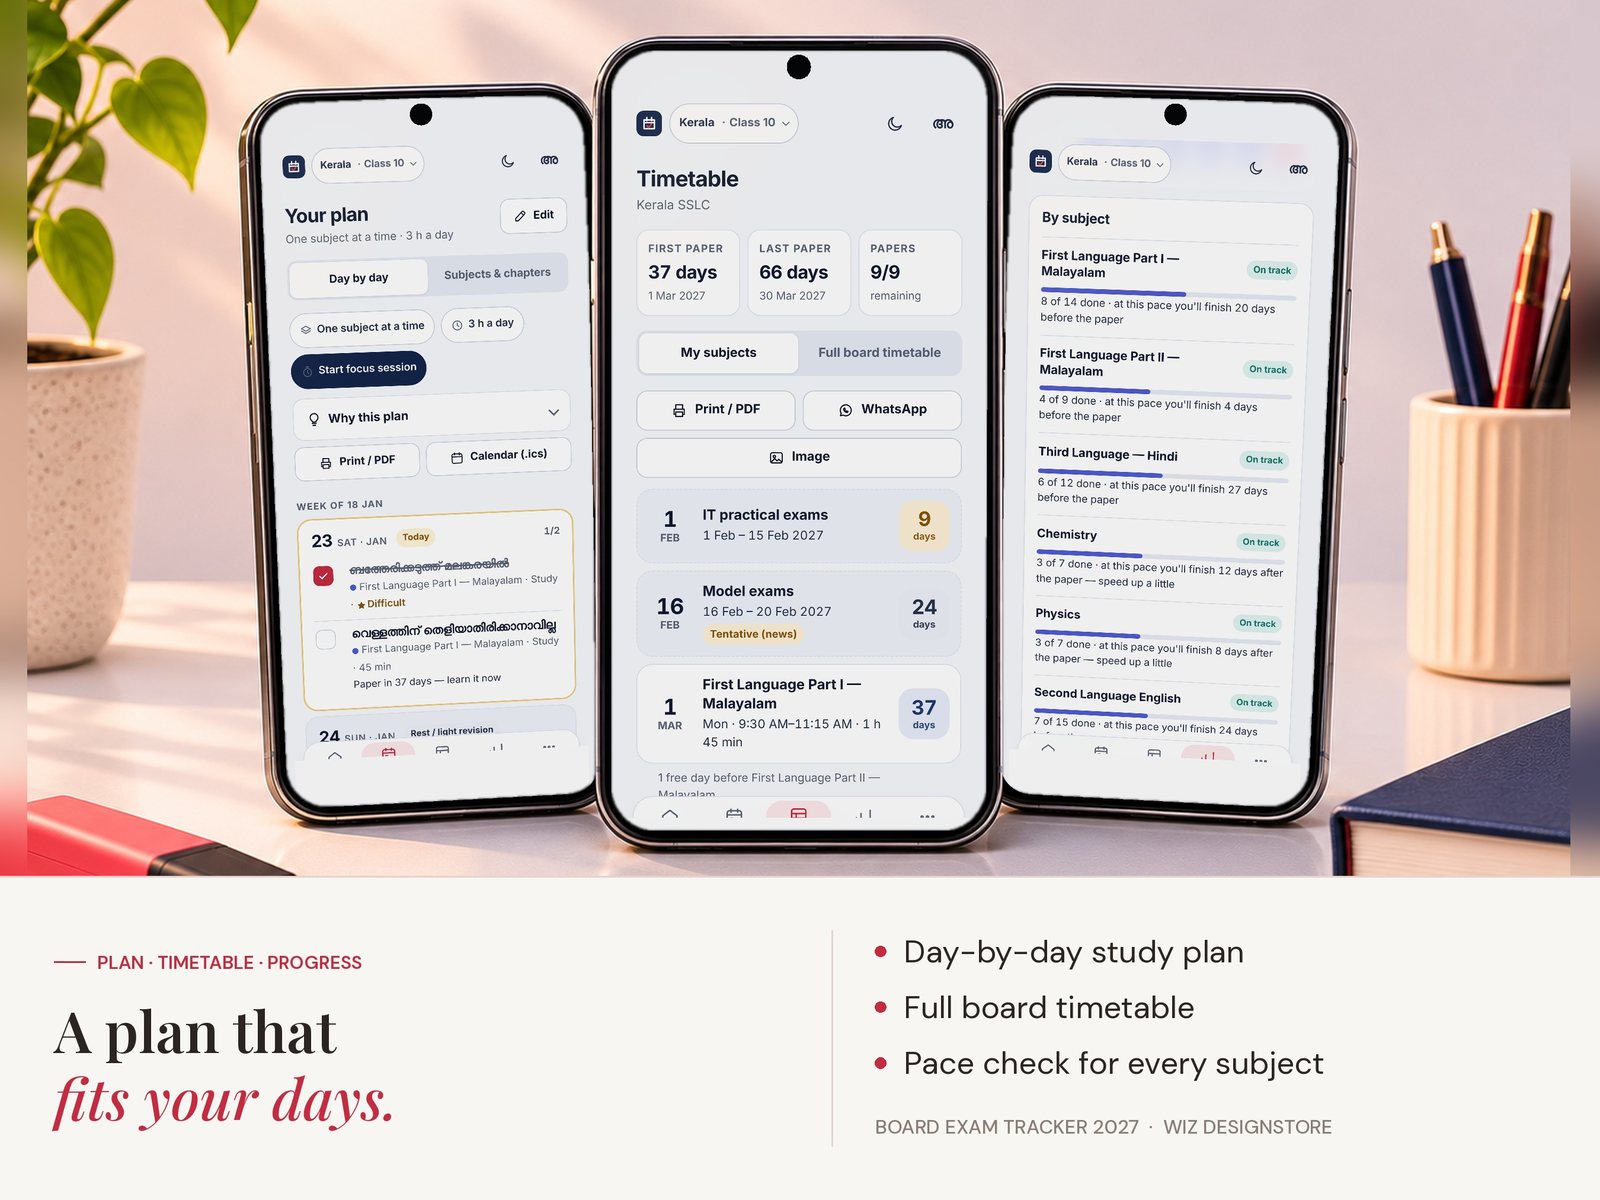 Kerala · Class 10
അ
Your plan
Edit
One subject at a time · 3 h a day
Day by day
Subjects & chapters
One subject at a time
3 h a day
Start focus session
Why this plan
Print / PDF
Calendar (.ics)
WEEK OF 18 JAN
23 SAT · JAN Today 1/2
ബത്തേരിക്കടുത്ത് മലങ്കരയിൽ
First Language Part I — Malayalam · Study
· Difficult
വെള്ളത്തിന് തെളിയാതിരിക്കാനാവില്ല
First Language Part I — Malayalam · Study
· 45 min
Paper in 37 days — learn it now
24 SUN · JAN Rest / light revision
Kerala · Class 10
അ
Timetable
Kerala SSLC
FIRST PAPER
37 days
1 Mar 2027
LAST PAPER
66 days
30 Mar 2027
PAPERS
9/9
remaining
My subjects
Full board timetable
Print / PDF
WhatsApp
Image
1 FEB
IT practical exams
1 Feb – 15 Feb 2027
9 days
16 FEB
Model exams
16 Feb – 20 Feb 2027
Tentative (news)
24 days
1 MAR
First Language Part I —
Malayalam
Mon · 9:30 AM–11:15 AM · 1 h
45 min
37 days
1 free day before First Language Part II —
Malayalam
Kerala · Class 10
അ
By subject
First Language Part I —
Malayalam
On track
8 of 14 done · at this pace you'll finish 20 days
before the paper
First Language Part II —
Malayalam
On track
4 of 9 done · at this pace you'll finish 4 days
before the paper
Third Language — Hindi
On track
6 of 12 done · at this pace you'll finish 27 days
before the paper
Chemistry
On track
3 of 7 done · at this pace you'll finish 12 days after
the paper — speed up a little
Physics
On track
3 of 7 done · at this pace you'll finish 8 days after
the paper — speed up a little
Second Language English
On track
7 of 15 done · at this pace you'll finish 24 days
PLAN · TIMETABLE · PROGRESS
A plan that
fits your days.
Day-by-day study plan
Full board timetable
Pace check for every subject
BOARD EXAM TRACKER 2027 · WIZ DESIGNSTORE